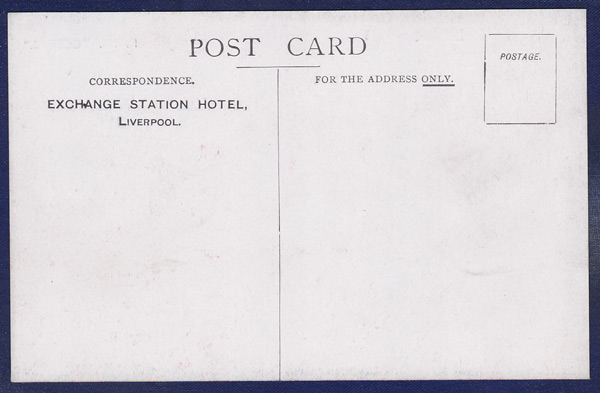 POST CARD
CORRESPONDENCE.
FOR THE ADDRESS ONLY.
POSTAGE.
EXCHANGE STATION HOTEL,
LIVERPOOL.